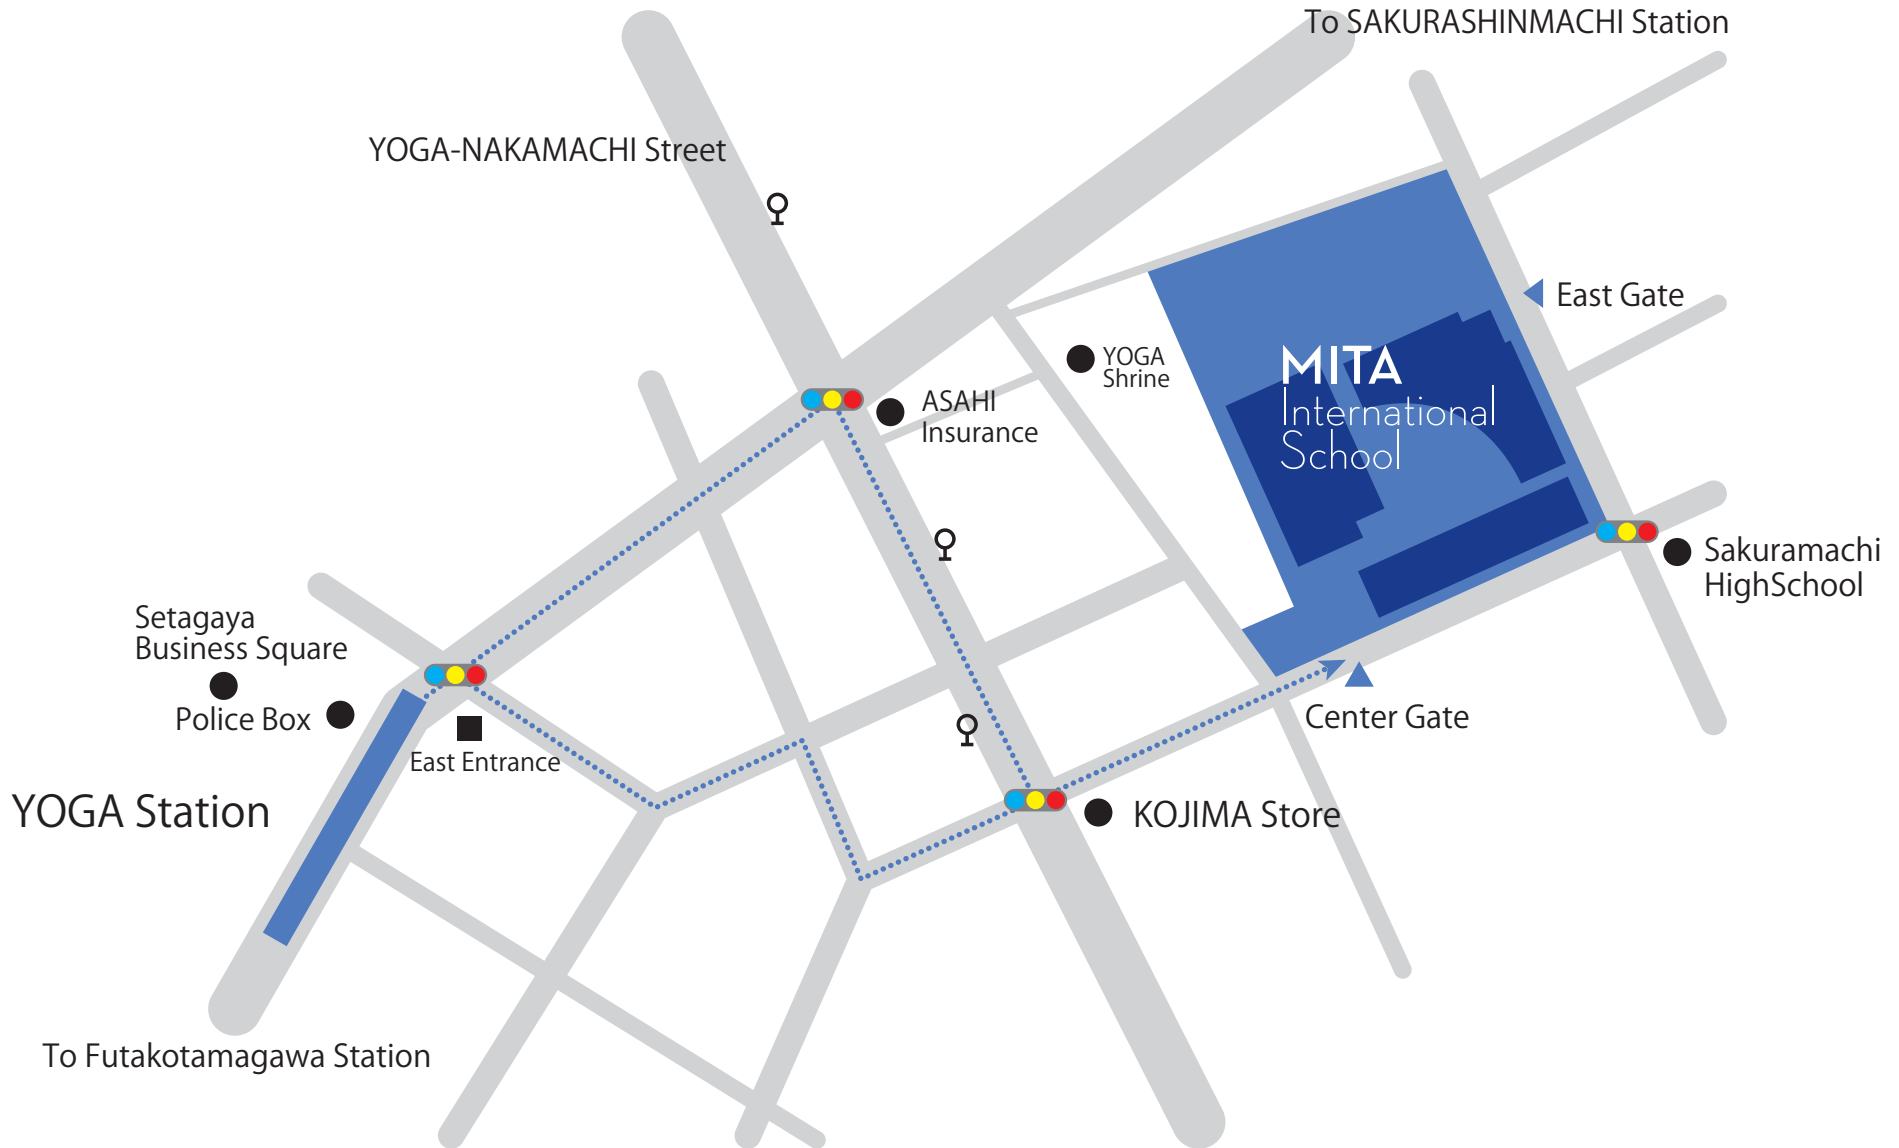 To SAKURASHINMACHI Station
YOGA-NAKAMACHI Street
East Gate
YOGA
Shrine
MITA
International
School
ASAHI
Insurance
Sakuramachi
HighSchool
Setagaya
Business Square
Police Box
East Entrance
Center Gate
YOGA Station
KOJIMA Store
To Futakotamagawa Station